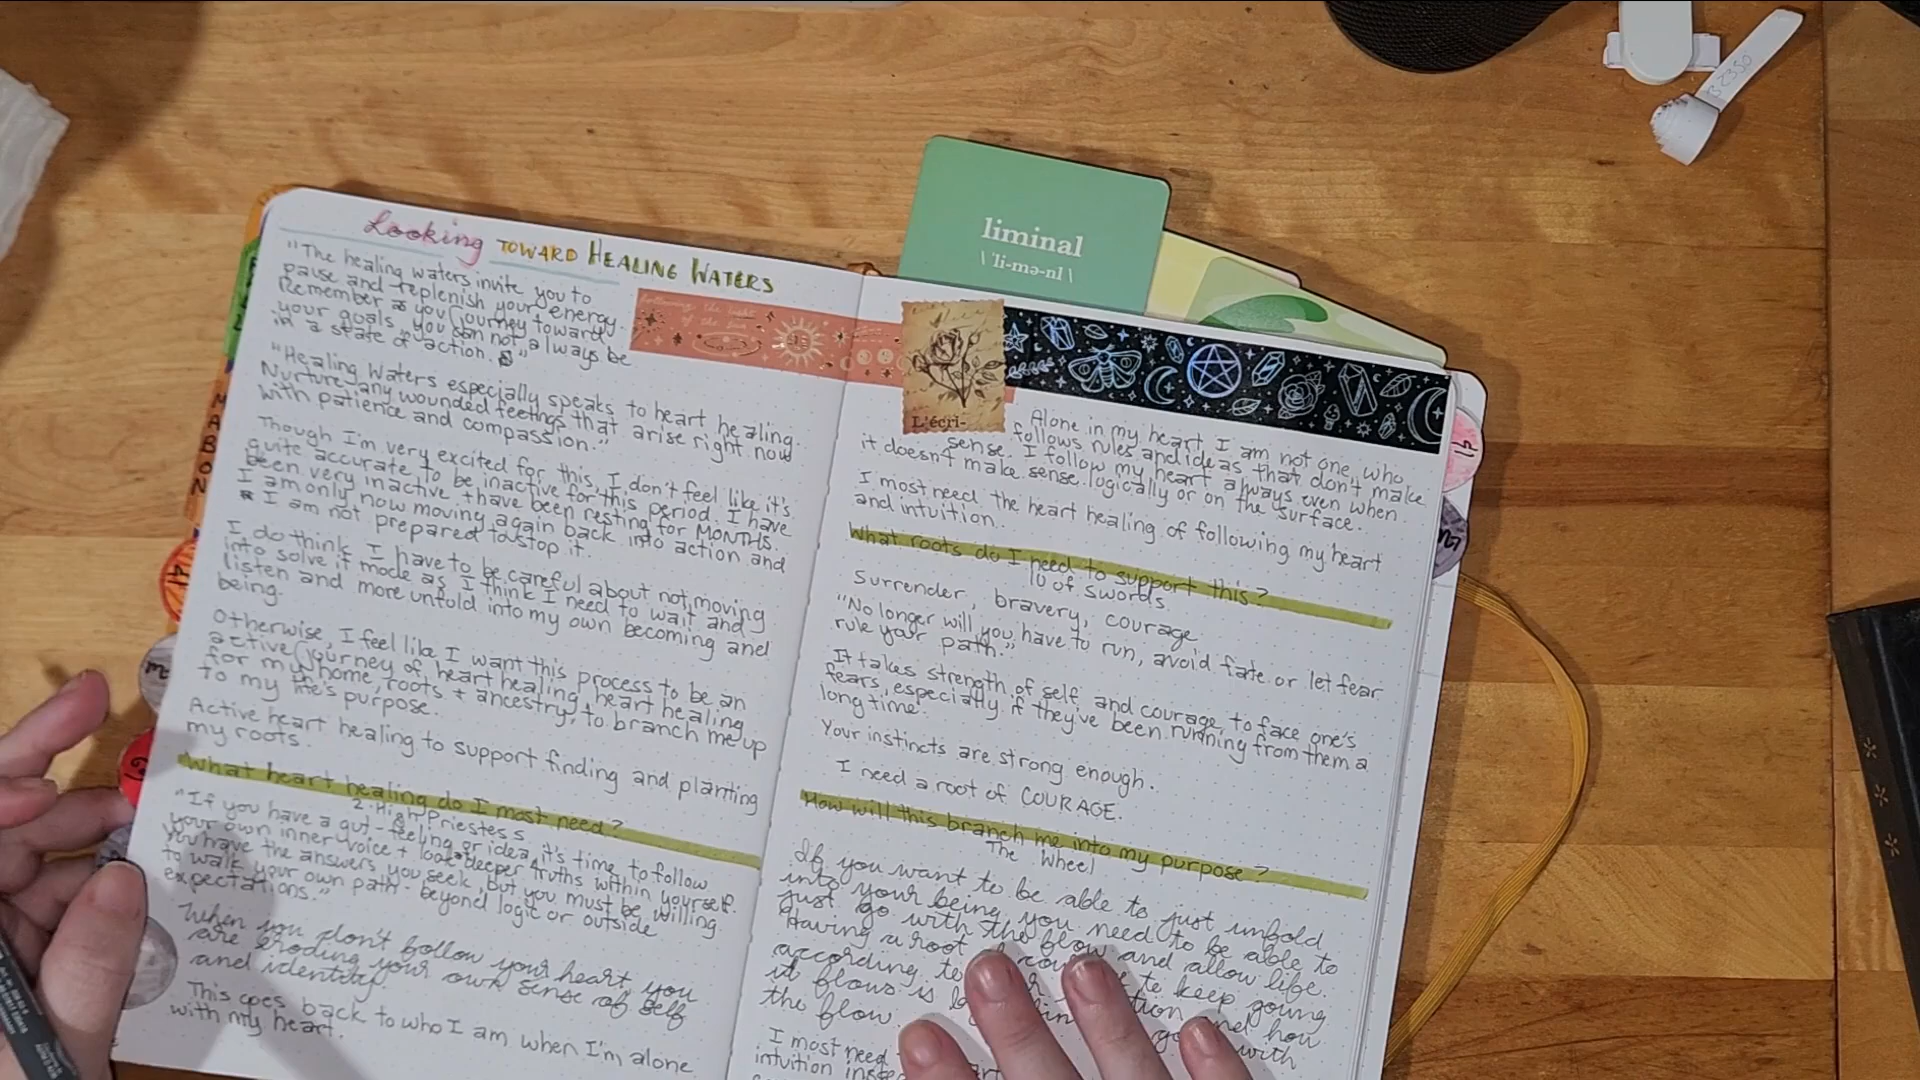 Looking TOWARD HEALING WATERS
"The healing waters invite you to
pause and replenish your energy.
Remember as you journey toward
your goals, you can not always be
in a state of action."
"Healing Waters especially speaks to heart healing.
Nurture any wounded feelings that arise right now
with patience and compassion."
Though I'm very excited for this, I don't feel like it's
quite accurate to be inactive for this period. I have
been very inactive + have been resting for MONTHS.
I am only now moving again back into action and
* I am not prepared to stop it.
I do think I have to be careful about not moving
into solve it mode as I think I need to wait and
listen and more unfold into my own becoming and
being.
Otherwise, I feel like I want this process to be an
active journey of heart healing, heart healing
for my home, roots + ancestry, to branch me up
to my life's purpose.
Active heart healing to support finding and planting
my roots.
What heart healing do I most need?
2 · High Priestess
"If you have a gut-feeling or idea, it's time to follow
your own inner voice + look deeper truths within yourself.
You have the answers you seek, but you must be willing
to walk your own path - beyond logic or outside
expectations."
When you don't follow your heart, you
are eroding your own sense of self
and identity.
This goes back to who I am when I'm alone
with my heart.
liminal
\ 'li-mə-nl \
L'écri-
Alone in my heart I am not one who
follows rules and ideas that don't make
sense. I follow my heart always even when
it doesn't make sense logically or on the surface.
I most need the heart healing of following my heart
and intuition.
What roots do I need to support this?
10 of swords
Surrender, bravery, courage
"No longer will you have to run, avoid fate or let fear
rule your path."
It takes strength of self and courage to face one's
fears, especially if they've been running from them a
long time.
Your instincts are strong enough.
I need a root of COURAGE.
How will this branch me into my purpose?
The Wheel
If you want to be able to just unfold
into your being, you need to be able to
just go with the flow and allow life.
Having a root to keep going
according to and how
it flows is with
the flow.
I most need
intuition
MABON
B2350